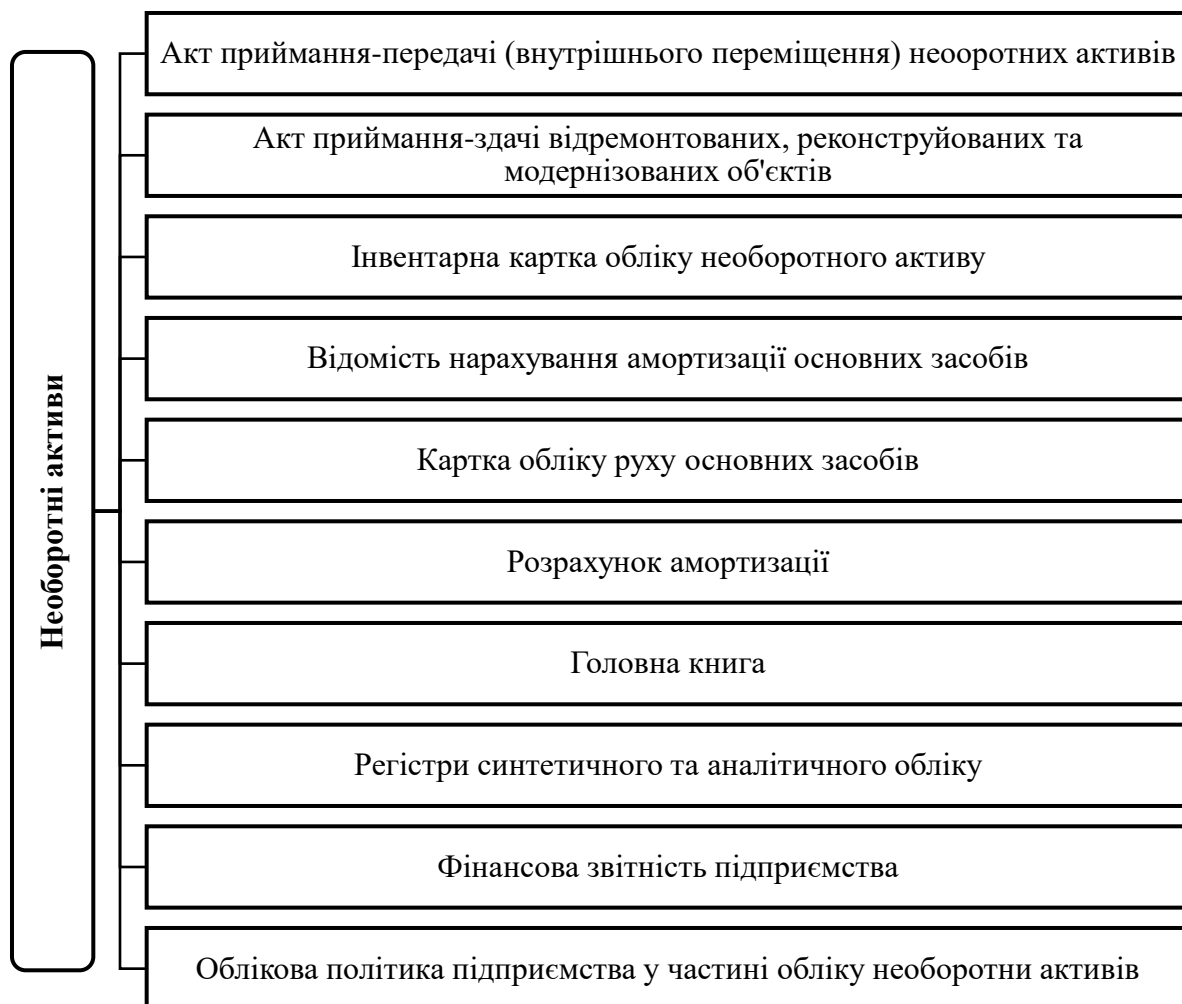 Необоротні активи
Акт приймання-передачі (внутрішнього переміщення) неооротних активів
Акт приймання-здачі відремонтованих, реконструйованих та
модернізованих об'єктів
Інвентарна картка обліку необоротного активу
Відомість нарахування амортизації основних засобів
Картка обліку руху основних засобів
Розрахунок амортизації
Головна книга
Регістри синтетичного та аналітичного обліку
Фінансова звітність підприємства
Облікова політика підприємства у частині обліку необоротни активів